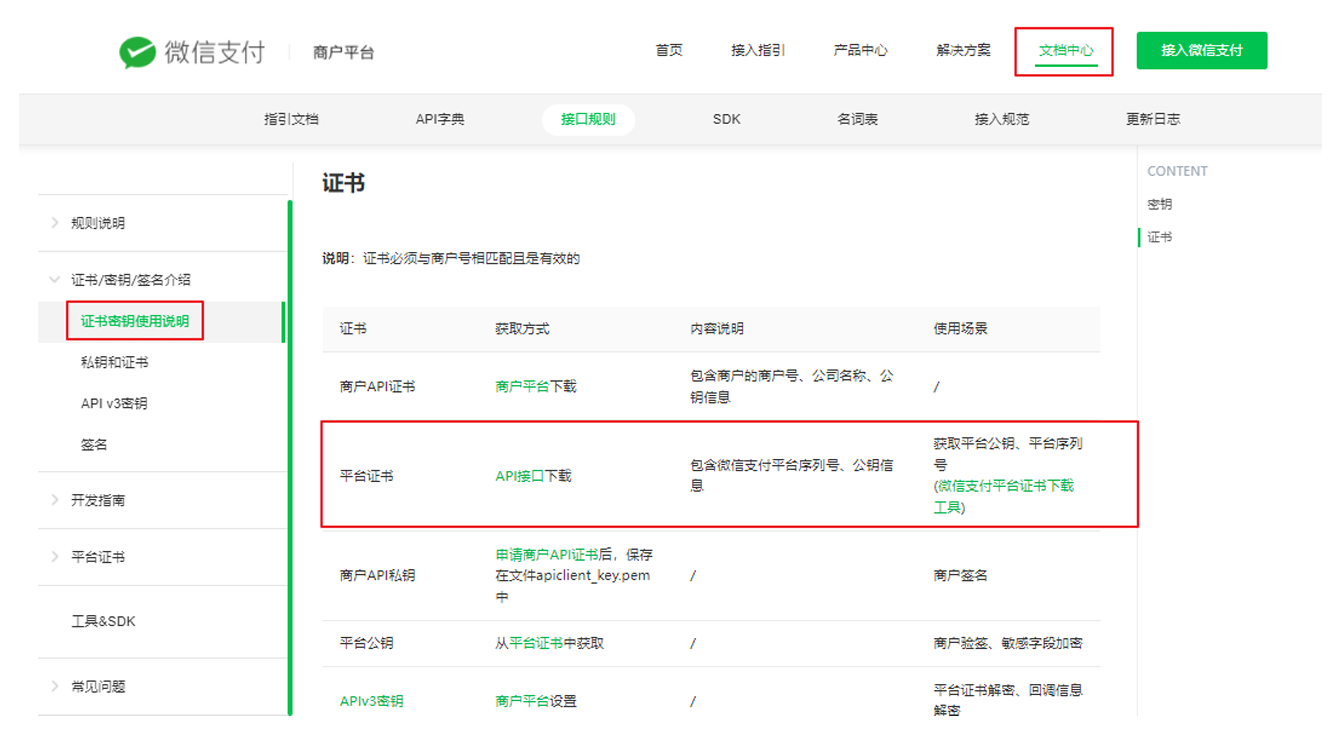 微信支付 商户平台 首页 接入指引 产品中心 解决方案 文档中心 接入微信支付
指引文档 API字典 接口规则 SDK 名词表 接入规范 更新日志
规则说明
证书/密钥/签名介绍
证书密钥使用说明
私钥和证书
API v3密钥
签名
开发指南
平台证书
工具&SDK
常见问题
证书
说明：证书必须与商户号相匹配且是有效的
证书 获取方式 内容说明 使用场景
商户API证书 商户平台下载 包含商户的商户号、公司名称、公
钥信息 /
平台证书 API接口下载 包含微信支付平台序列号、公钥信
息 获取平台公钥、平台序列
号
(微信支付平台证书下载
工具)
商户API私钥 申请商户API证书后，保存
在文件apiclient_key.pem
中 / 商户签名
平台公钥 从平台证书中获取 / 商户验签、敏感字段加密
APIv3密钥 商户平台设置 / 平台证书解密、回调信息
解密
CONTENT
密钥
证书